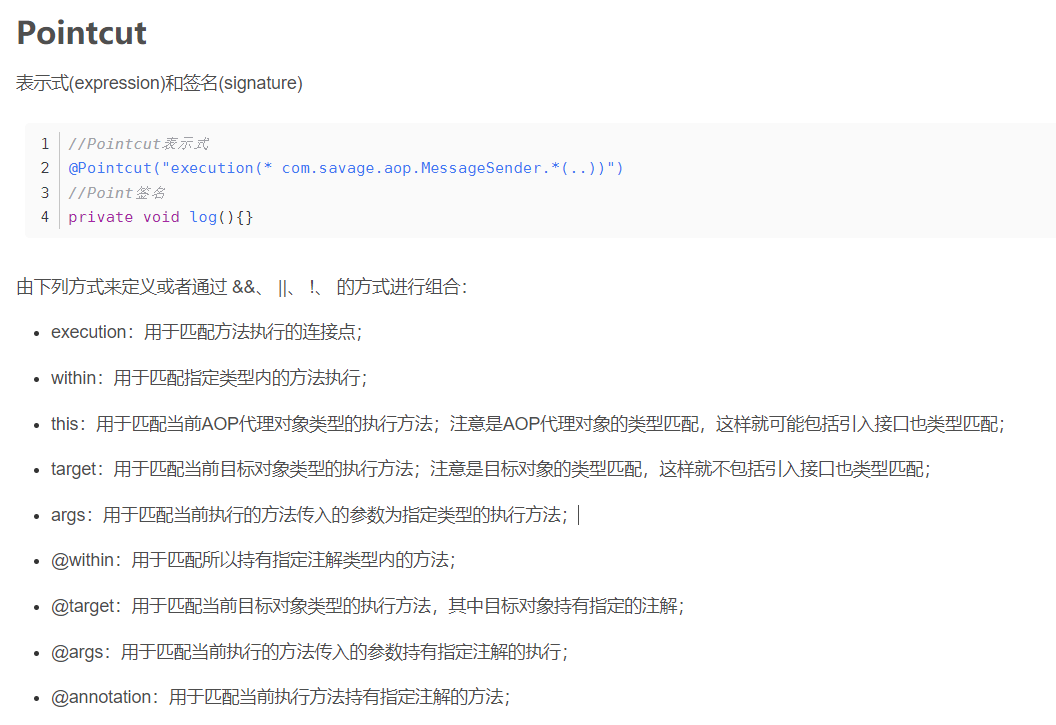 Pointcut
表示式(expression)和签名(signature)
1 //Pointcut表示式
2 @Pointcut("execution(* com.savage.aop.MessageSender.*(..))")
3 //Point签名
4 private void log(){}
由下列方式来定义或者通过 &&、 ||、 !、 的方式进行组合：
execution：用于匹配方法执行的连接点；
within：用于匹配指定类型内的方法执行；
this：用于匹配当前AOP代理对象类型的执行方法；注意是AOP代理对象的类型匹配，这样就可能包括引入接口也类型匹配；
target：用于匹配当前目标对象类型的执行方法；注意是目标对象的类型匹配，这样就不包括引入接口也类型匹配；
args：用于匹配当前执行的方法传入的参数为指定类型的执行方法；
@within：用于匹配所以持有指定注解类型内的方法；
@target：用于匹配当前目标对象类型的执行方法，其中目标对象持有指定的注解；
@args：用于匹配当前执行的方法传入的参数持有指定注解的执行；
@annotation：用于匹配当前执行方法持有指定注解的方法；